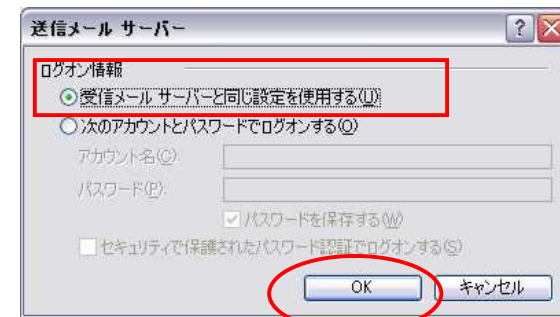 送信メール サーバー
ログオン情報
受信メール サーバーと同じ設定を使用する(U)
次のアカウントとパスワードでログオンする(O)
アカウント名(C):
パスワード(P):
パスワードを保存する(W)
セキュリティで保護されたパスワード認証でログオンする(S)
OK キャンセル